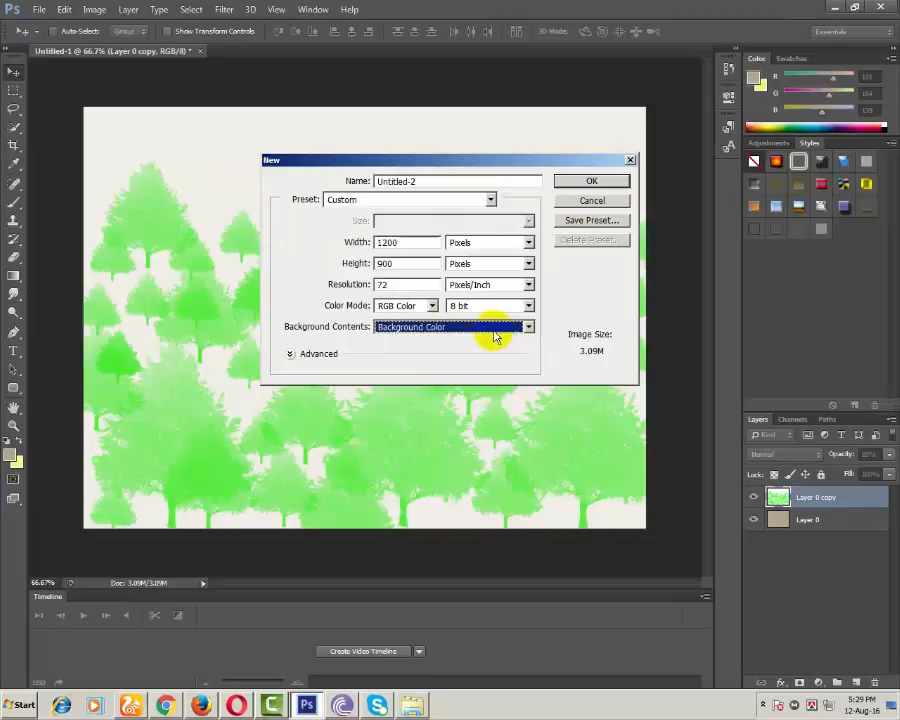 Ps File Edit Image Layer Type Select Filter 3D View Window Help
Auto-Select: Group Show Transform Controls 3D Mode: Essentials
Untitled-1 @ 66.7% (Layer 0 copy, RGB/8) * ×
Color Swatches
R
G
B
Adjustments Styles
New
Name: Untitled-2 OK
Preset: Custom Cancel
Size: Save Preset...
Width: 1200 Pixels Delete Preset...
Height: 900 Pixels
Resolution: 72 Pixels/Inch
Color Mode: RGB Color 8 bit
Background Contents: Background Color
Image Size:
3.09M
Advanced
Layers Channels Paths
Kind
Normal Opacity: 80%
Lock: Fill: 100%
Layer 0 copy
Layer 0
66.67% Doc: 3.09M/3.09M
Timeline
Create Video Timeline
Start Ps 5:29 PM
12-Aug-16